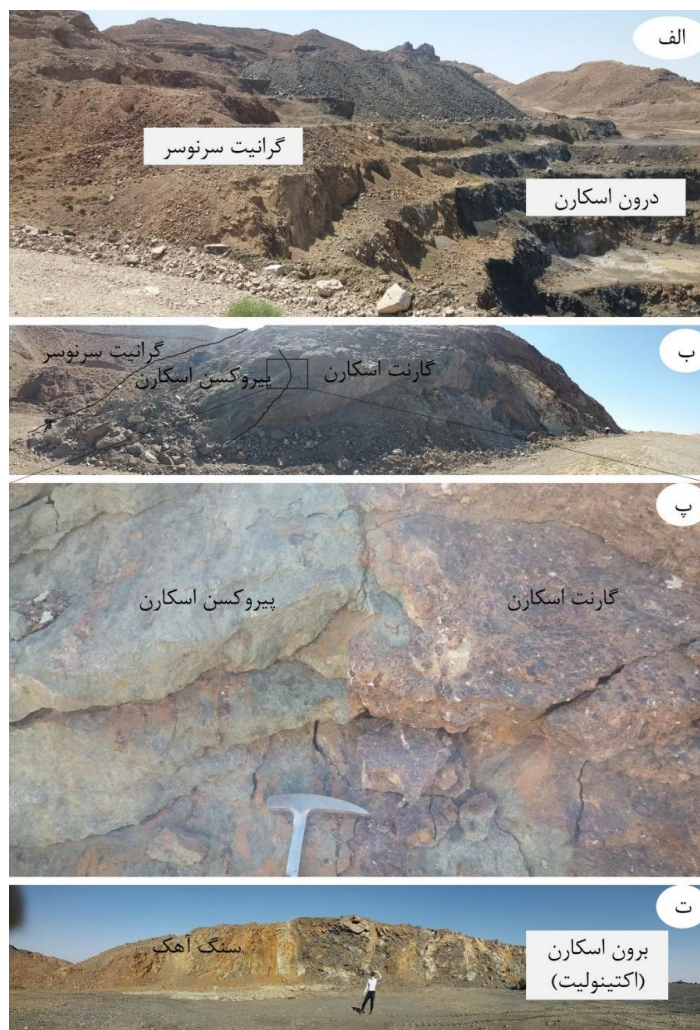 الف
گرانیت سرنوسر
درون اسکارن
ب
گرانیت سرنوسر
پیروکسن اسکارن
گارنت اسکارن
پ
پیروکسن اسکارن
گارنت اسکارن
ت
سنگ آهک
برون اسکارن
(اکتینولیت)